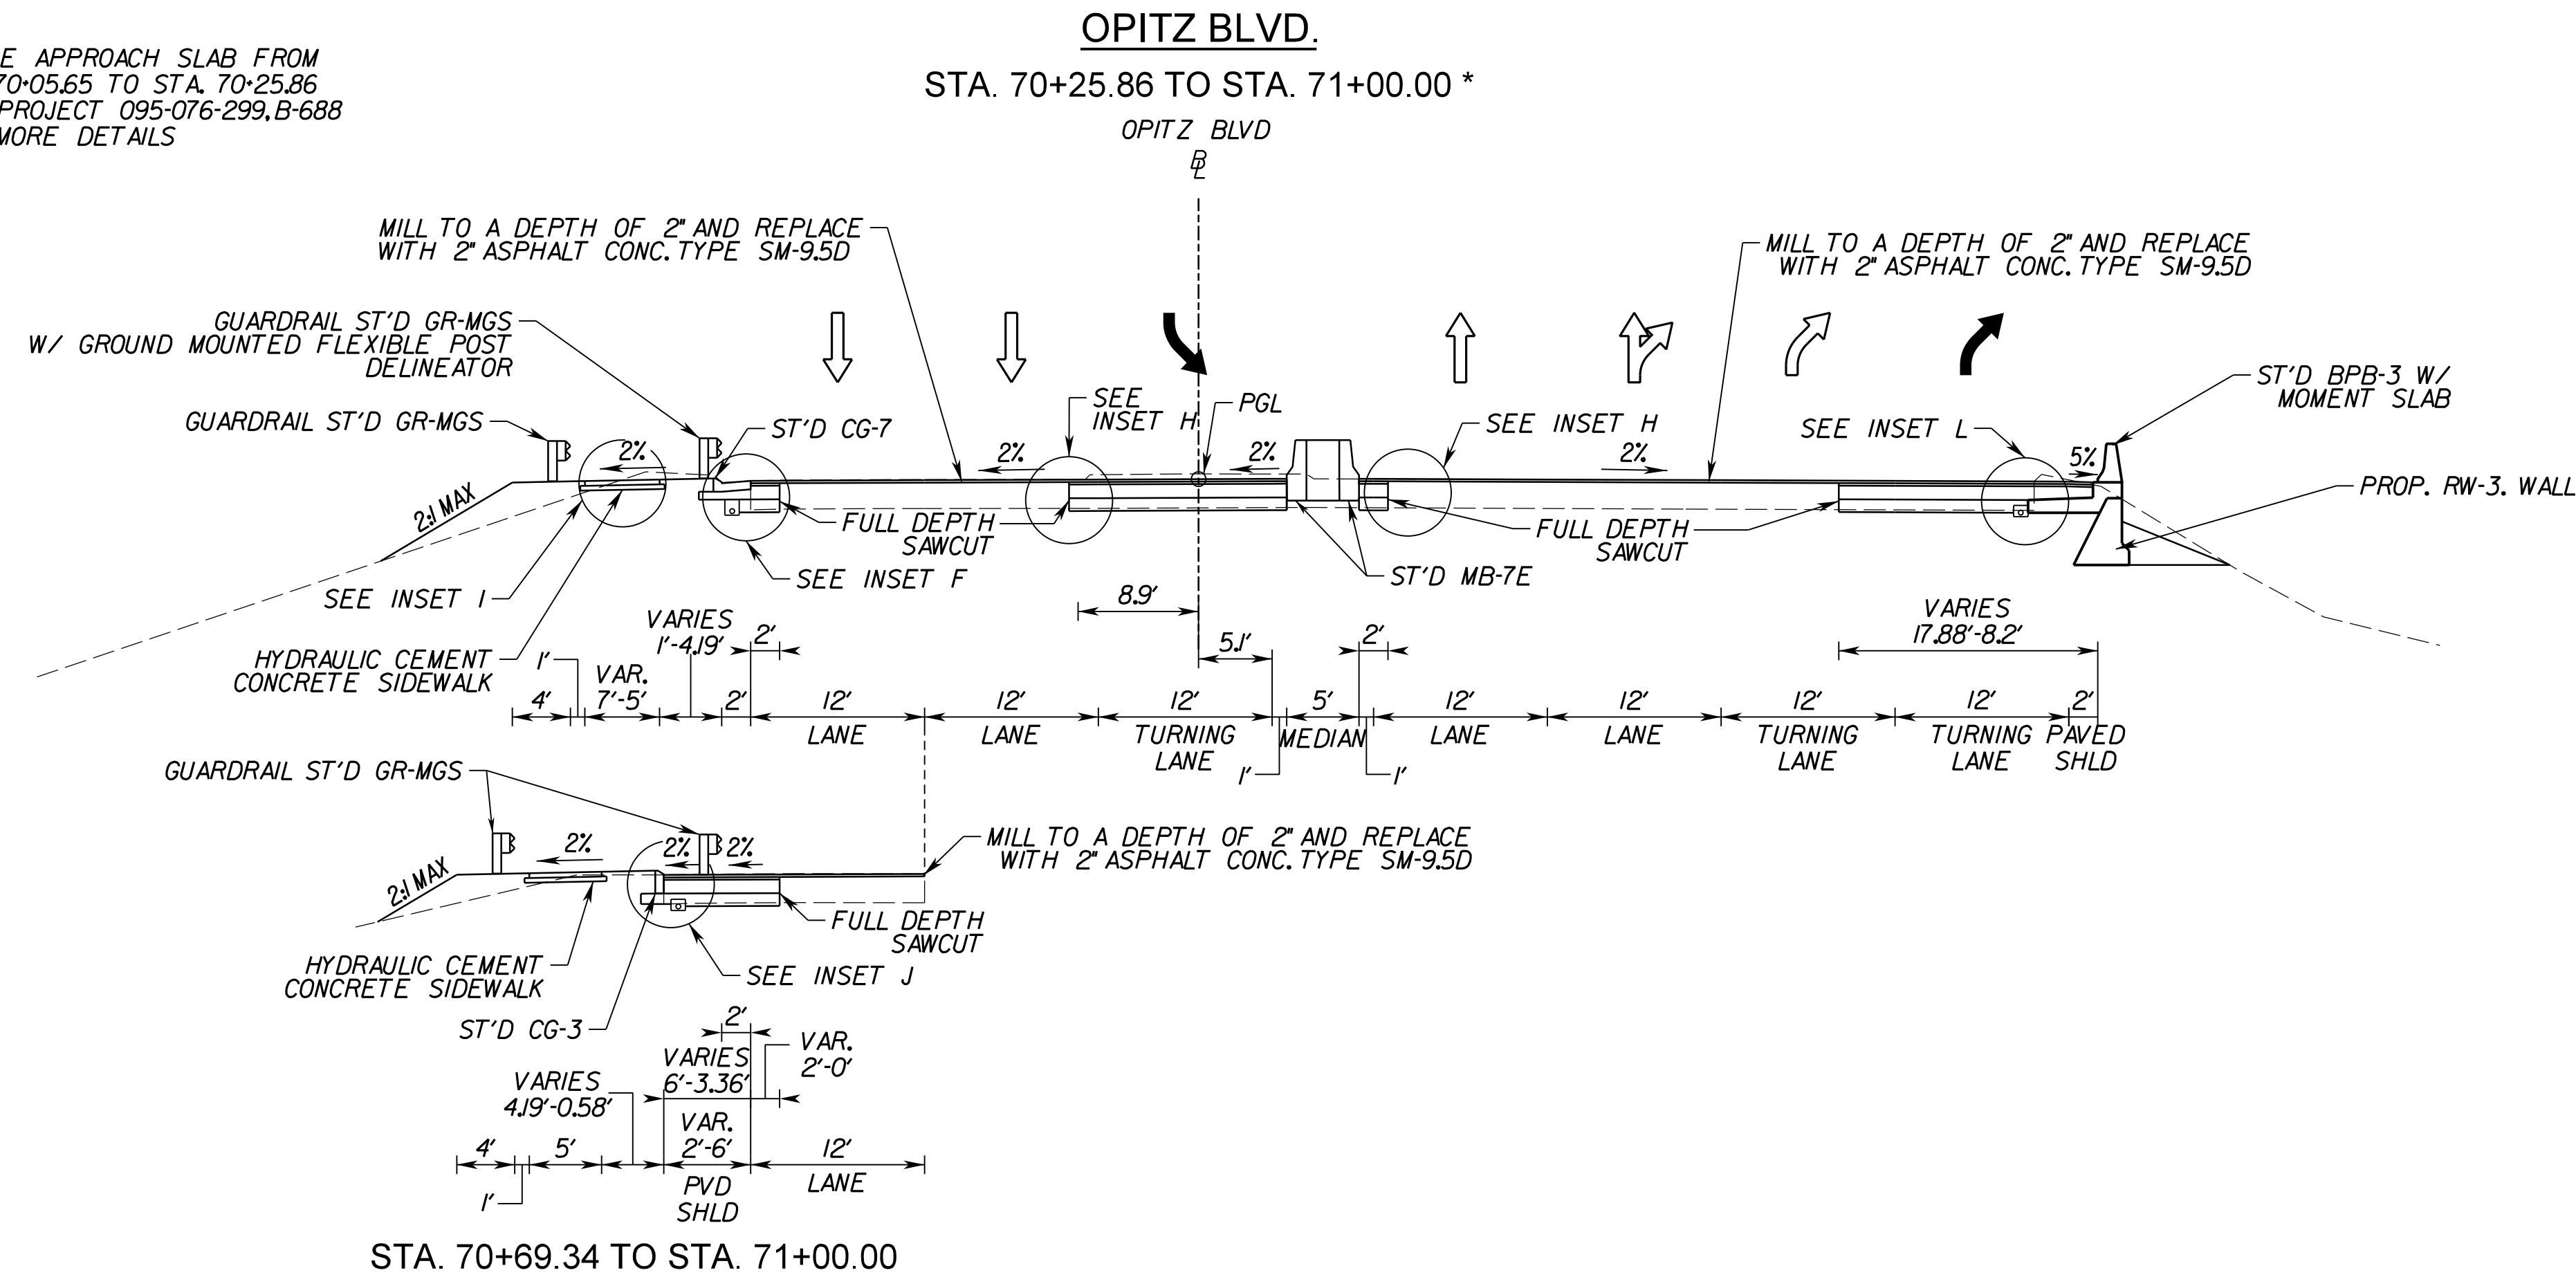 OPITZ BLVD.
STA. 70+25.86 TO STA. 71+00.00 *
E APPROACH SLAB FROM
70+05.65 TO STA. 70+25.86
PROJECT 095-076-299, B-688
MORE DETAILS
OPITZ BLVD
BL
MILL TO A DEPTH OF 2" AND REPLACE
WITH 2" ASPHALT CONC. TYPE SM-9.5D
MILL TO A DEPTH OF 2" AND REPLACE
WITH 2" ASPHALT CONC. TYPE SM-9.5D
GUARDRAIL ST'D GR-MGS
W/ GROUND MOUNTED FLEXIBLE POST
DELINEATOR
GUARDRAIL ST'D GR-MGS
ST'D CG-7
SEE
INSET H
PGL
SEE INSET H
SEE INSET L
ST'D BPB-3 W/
MOMENT SLAB
2%
2%
2%
2%
5%
2:1 MAX
PROP. RW-3. WALL
FULL DEPTH
SAWCUT
FULL DEPTH
SAWCUT
SEE INSET F
ST'D MB-7E
SEE INSET I
HYDRAULIC CEMENT
CONCRETE SIDEWALK
8.9'
5.1'
VARIES
1'-4.19'
2'
2'
VARIES
17.88'-8.2'
1'
VAR.
7'-5'
4'
2'
12'
12'
12'
5'
12'
12'
12'
12'
2'
LANE
LANE
TURNING
LANE
MEDIAN
LANE
LANE
TURNING
LANE
TURNING
LANE
PAVED
SHLD
1'
1'
GUARDRAIL ST'D GR-MGS
2%
2%
2%
2:1 MAX
MILL TO A DEPTH OF 2" AND REPLACE
WITH 2" ASPHALT CONC. TYPE SM-9.5D
FULL DEPTH
SAWCUT
HYDRAULIC CEMENT
CONCRETE SIDEWALK
SEE INSET J
ST'D CG-3
2'
VAR.
2'-0'
VARIES
6'-3.36'
VARIES
4.19'-0.58'
VAR.
2'-6'
4'
5'
12'
1'
PVD
SHLD
LANE
STA. 70+69.34 TO STA. 71+00.00